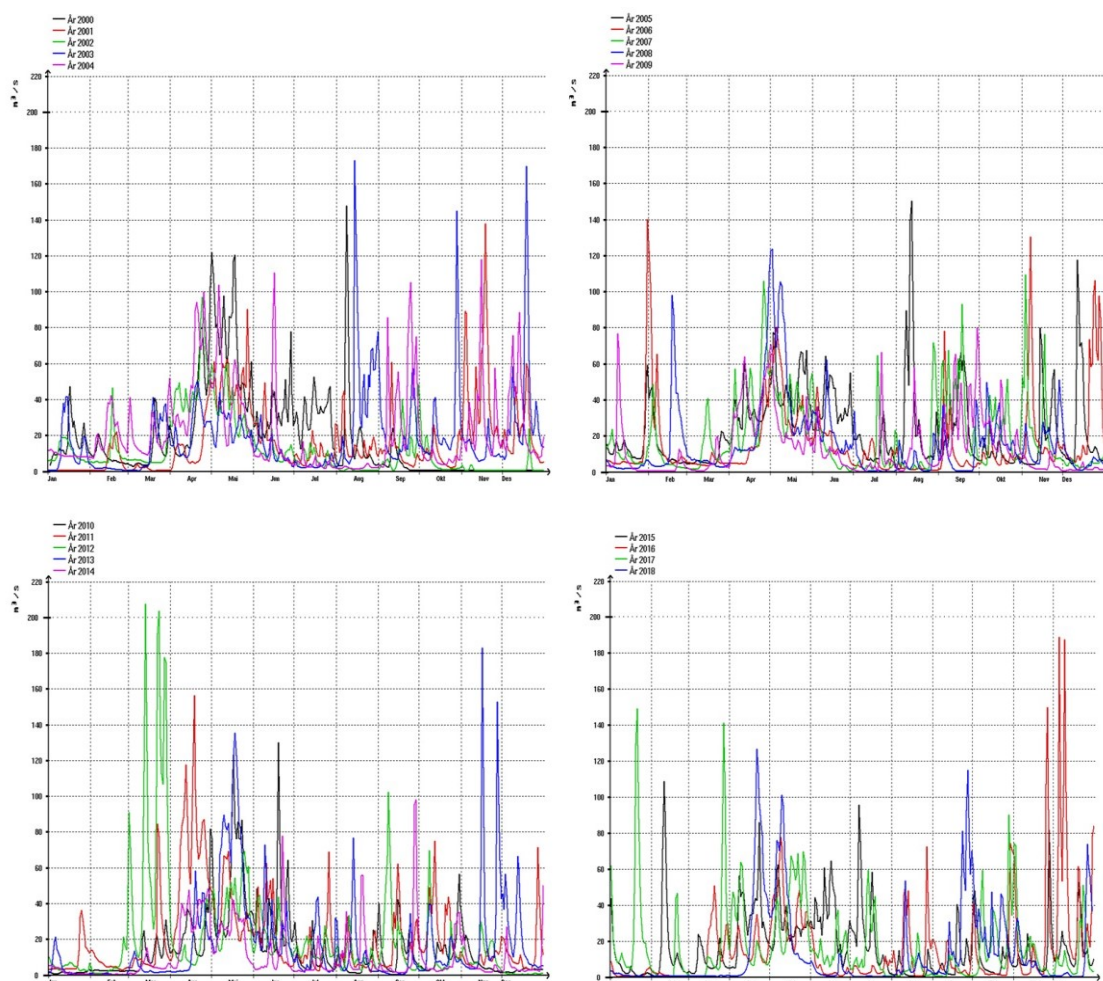 År 2000
År 2001
År 2002
År 2003
År 2004
m³/s
220
200
180
160
140
120
100
80
60
40
20
0
Jan Feb Mar Apr Mai Jun Jul Aug Sep Okt Nov Des
År 2005
År 2006
År 2007
År 2008
År 2009
m³/s
220
200
180
160
140
120
100
80
60
40
20
0
Jan Feb Mar Apr Mai Jun Jul Aug Sep Okt Nov Des
År 2010
År 2011
År 2012
År 2013
År 2014
m³/s
220
200
180
160
140
120
100
80
60
40
20
0
År 2015
År 2016
År 2017
År 2018
m³/s
220
200
180
160
140
120
100
80
60
40
20
0